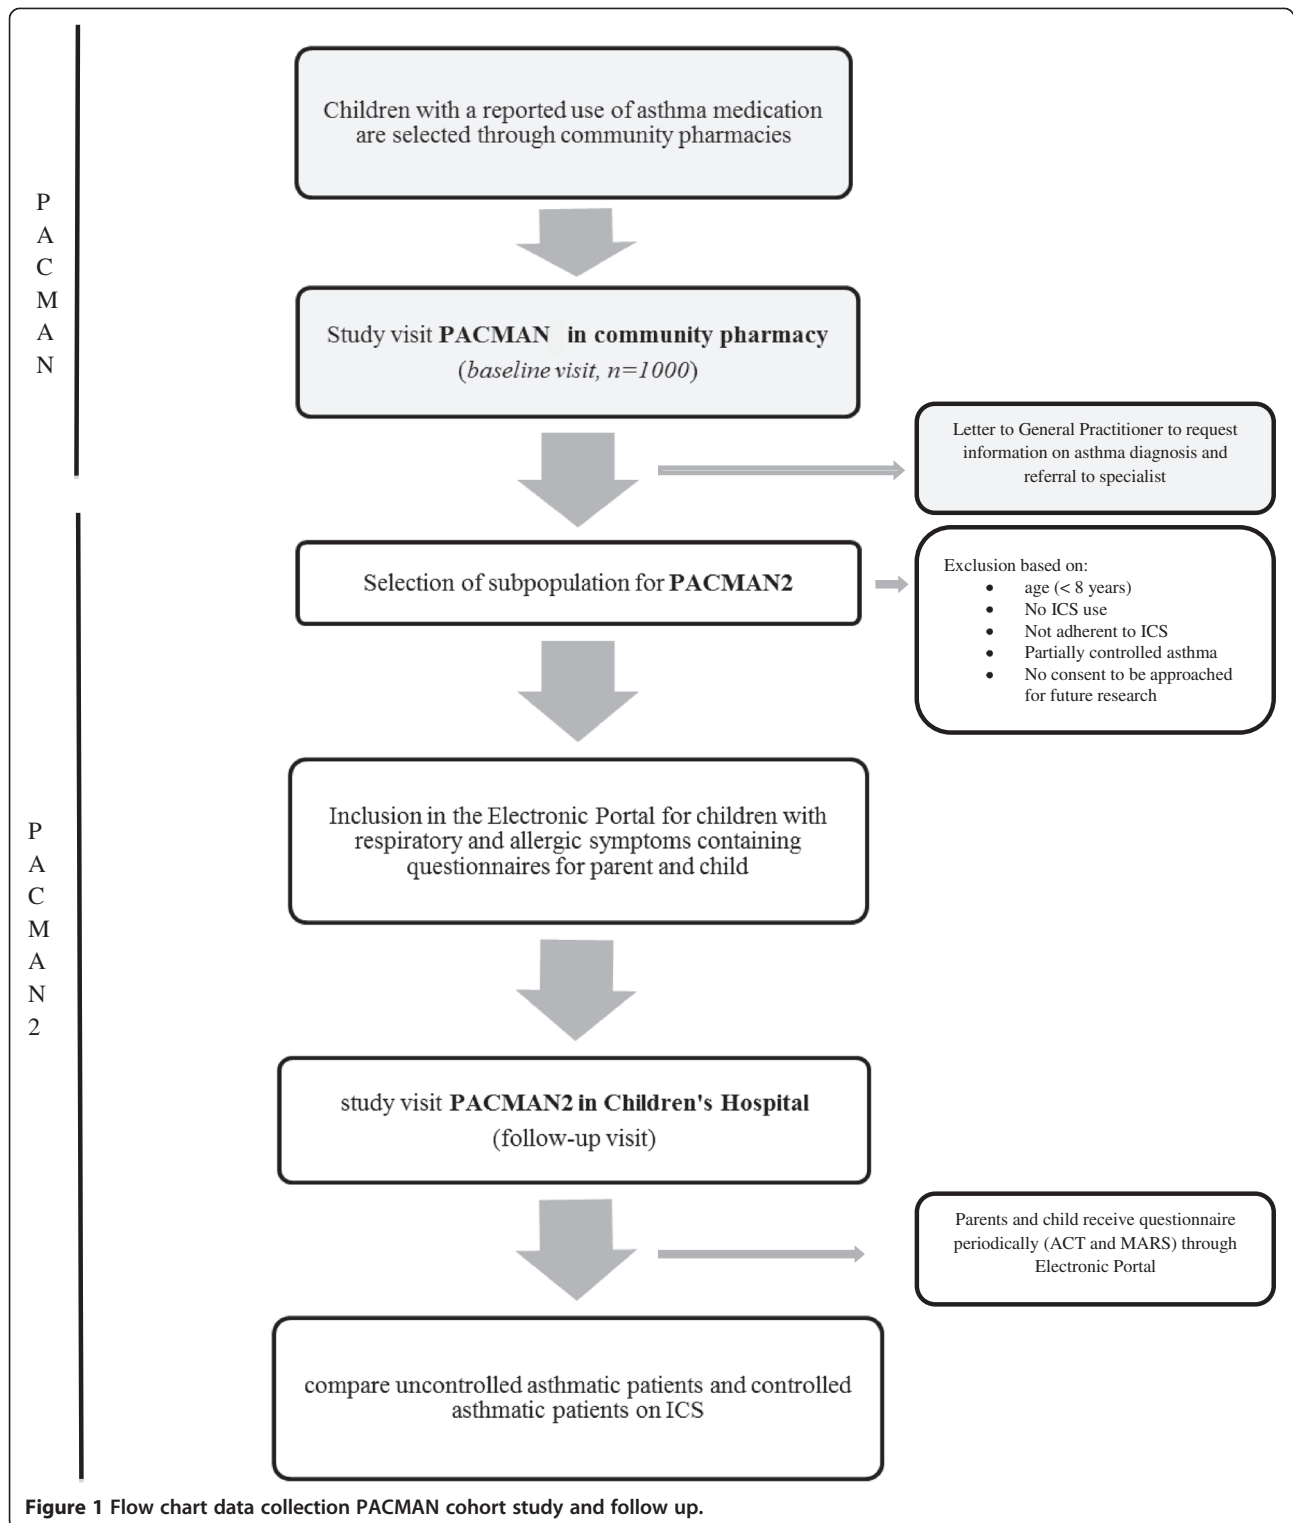 PACMAN
Children with a reported use of asthma medication
are selected through community pharmacies
Study visit PACMAN in community pharmacy
(baseline visit, n=1000)
Letter to General Practitioner to request
information on asthma diagnosis and
referral to specialist
PACMAN2
Selection of subpopulation for PACMAN2
Exclusion based on:
• age (< 8 years)
• No ICS use
• Not adherent to ICS
• Partially controlled asthma
• No consent to be approached
for future research
Inclusion in the Electronic Portal for children with
respiratory and allergic symptoms containing
questionnaires for parent and child
study visit PACMAN2 in Children's Hospital
(follow-up visit)
Parents and child receive questionnaire
periodically (ACT and MARS) through
Electronic Portal
compare uncontrolled asthmatic patients and controlled
asthmatic patients on ICS
Figure 1 Flow chart data collection PACMAN cohort study and follow up.